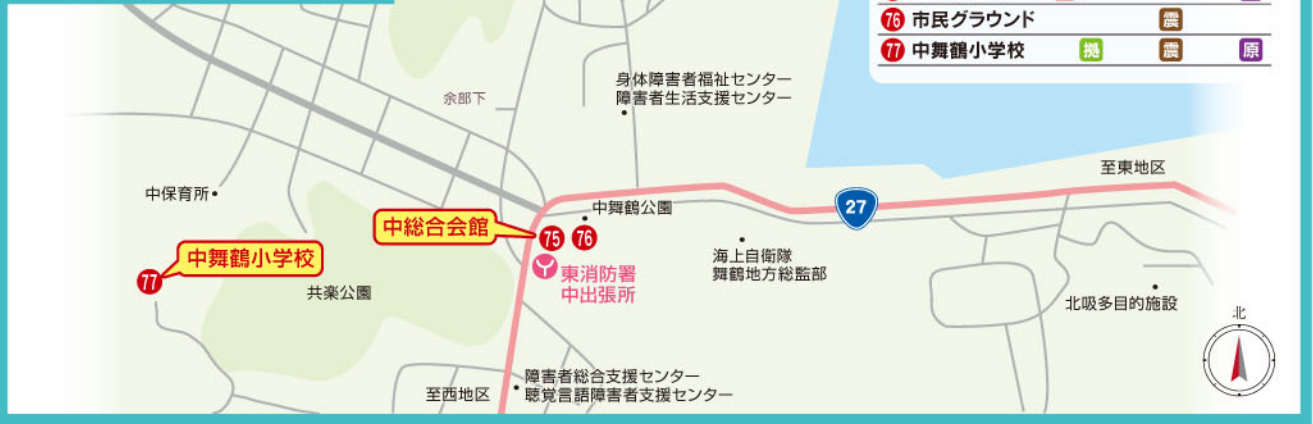 76 市民グラウンド 震
77 中舞鶴小学校 拠 震 原
身体障害者福祉センター
障害者生活支援センター
余部下
至東地区
中保育所
中舞鶴公園
27
中総合会館
75 76
中舞鶴小学校
77
東消防署
中出張所
海上自衛隊
舞鶴地方総監部
共楽公園
北吸多目的施設
北
障害者総合支援センター
聴覚言語障害者支援センター
至西地区